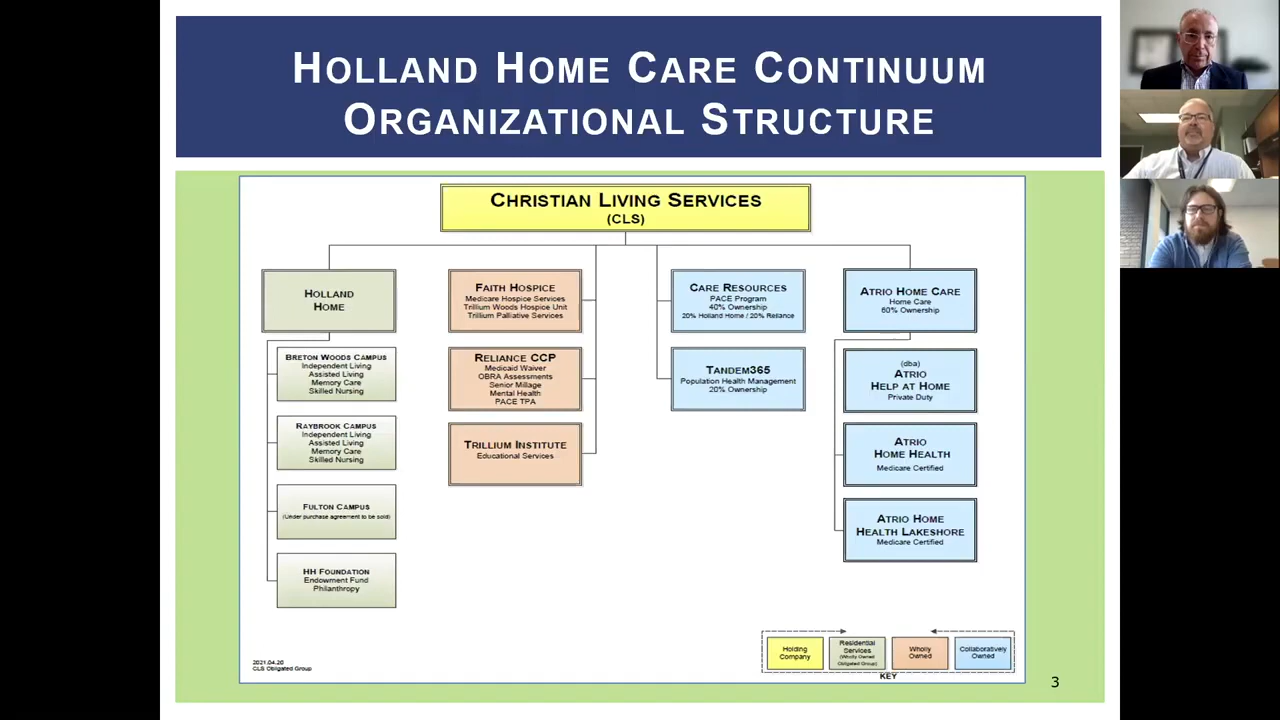 HOLLAND HOME CARE CONTINUUM
ORGANIZATIONAL STRUCTURE
CHRISTIAN LIVING SERVICES
(CLS)
HOLLAND
HOME
BRETON WOODS CAMPUS
Independent Living
Assisted Living
Memory Care
Skilled Nursing
RAYBROOK CAMPUS
Independent Living
Assisted Living
Memory Care
Skilled Nursing
FULTON CAMPUS
(Under purchase agreement to be sold)
HH FOUNDATION
Endowment Fund
Philanthropy
FAITH HOSPICE
Medicare Hospice Services
Trillium Woods Hospice Unit
Trillium Palliative Services
RELIANCE CCP
Medicaid Waiver
OBRA Assessments
Senior Millage
Mental Health
PACE TPA
TRILLIUM INSTITUTE
Educational Services
CARE RESOURCES
PACE Program
40% Ownership
20% Holland Home / 20% Reliance
TANDEM365
Population Health Management
20% Ownership
ATRIO HOME CARE
Home Care
60% Ownership
(dba)
ATRIO
HELP AT HOME
Private Duty
ATRIO
HOME HEALTH
Medicare Certified
ATRIO HOME
HEALTH LAKESHORE
Medicare Certified
2021.04.20
CLS Obligated Group
Holding
Company
Residential
Services
(Wholly Owned
Obligated Group)
Wholly
Owned
Collaboratively
Owned
KEY
3